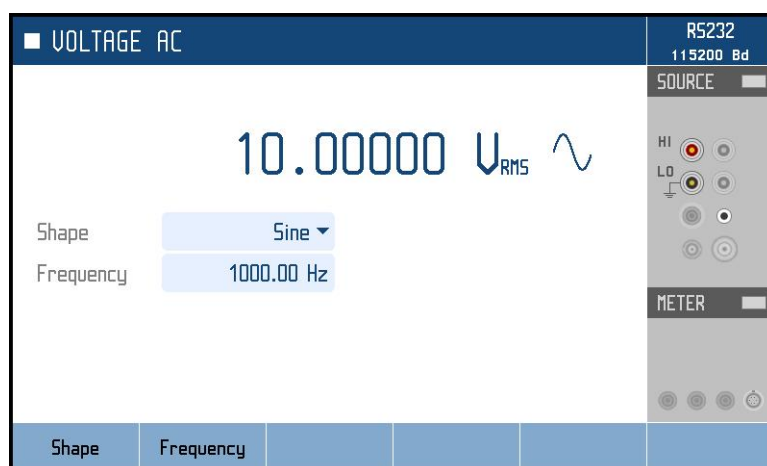 VOLTAGE AC
RS232
115200 Bd
SOURCE
10.00000 VRMS
HI
LO
Shape Sine
Frequency 1000.00 Hz
METER
Shape Frequency